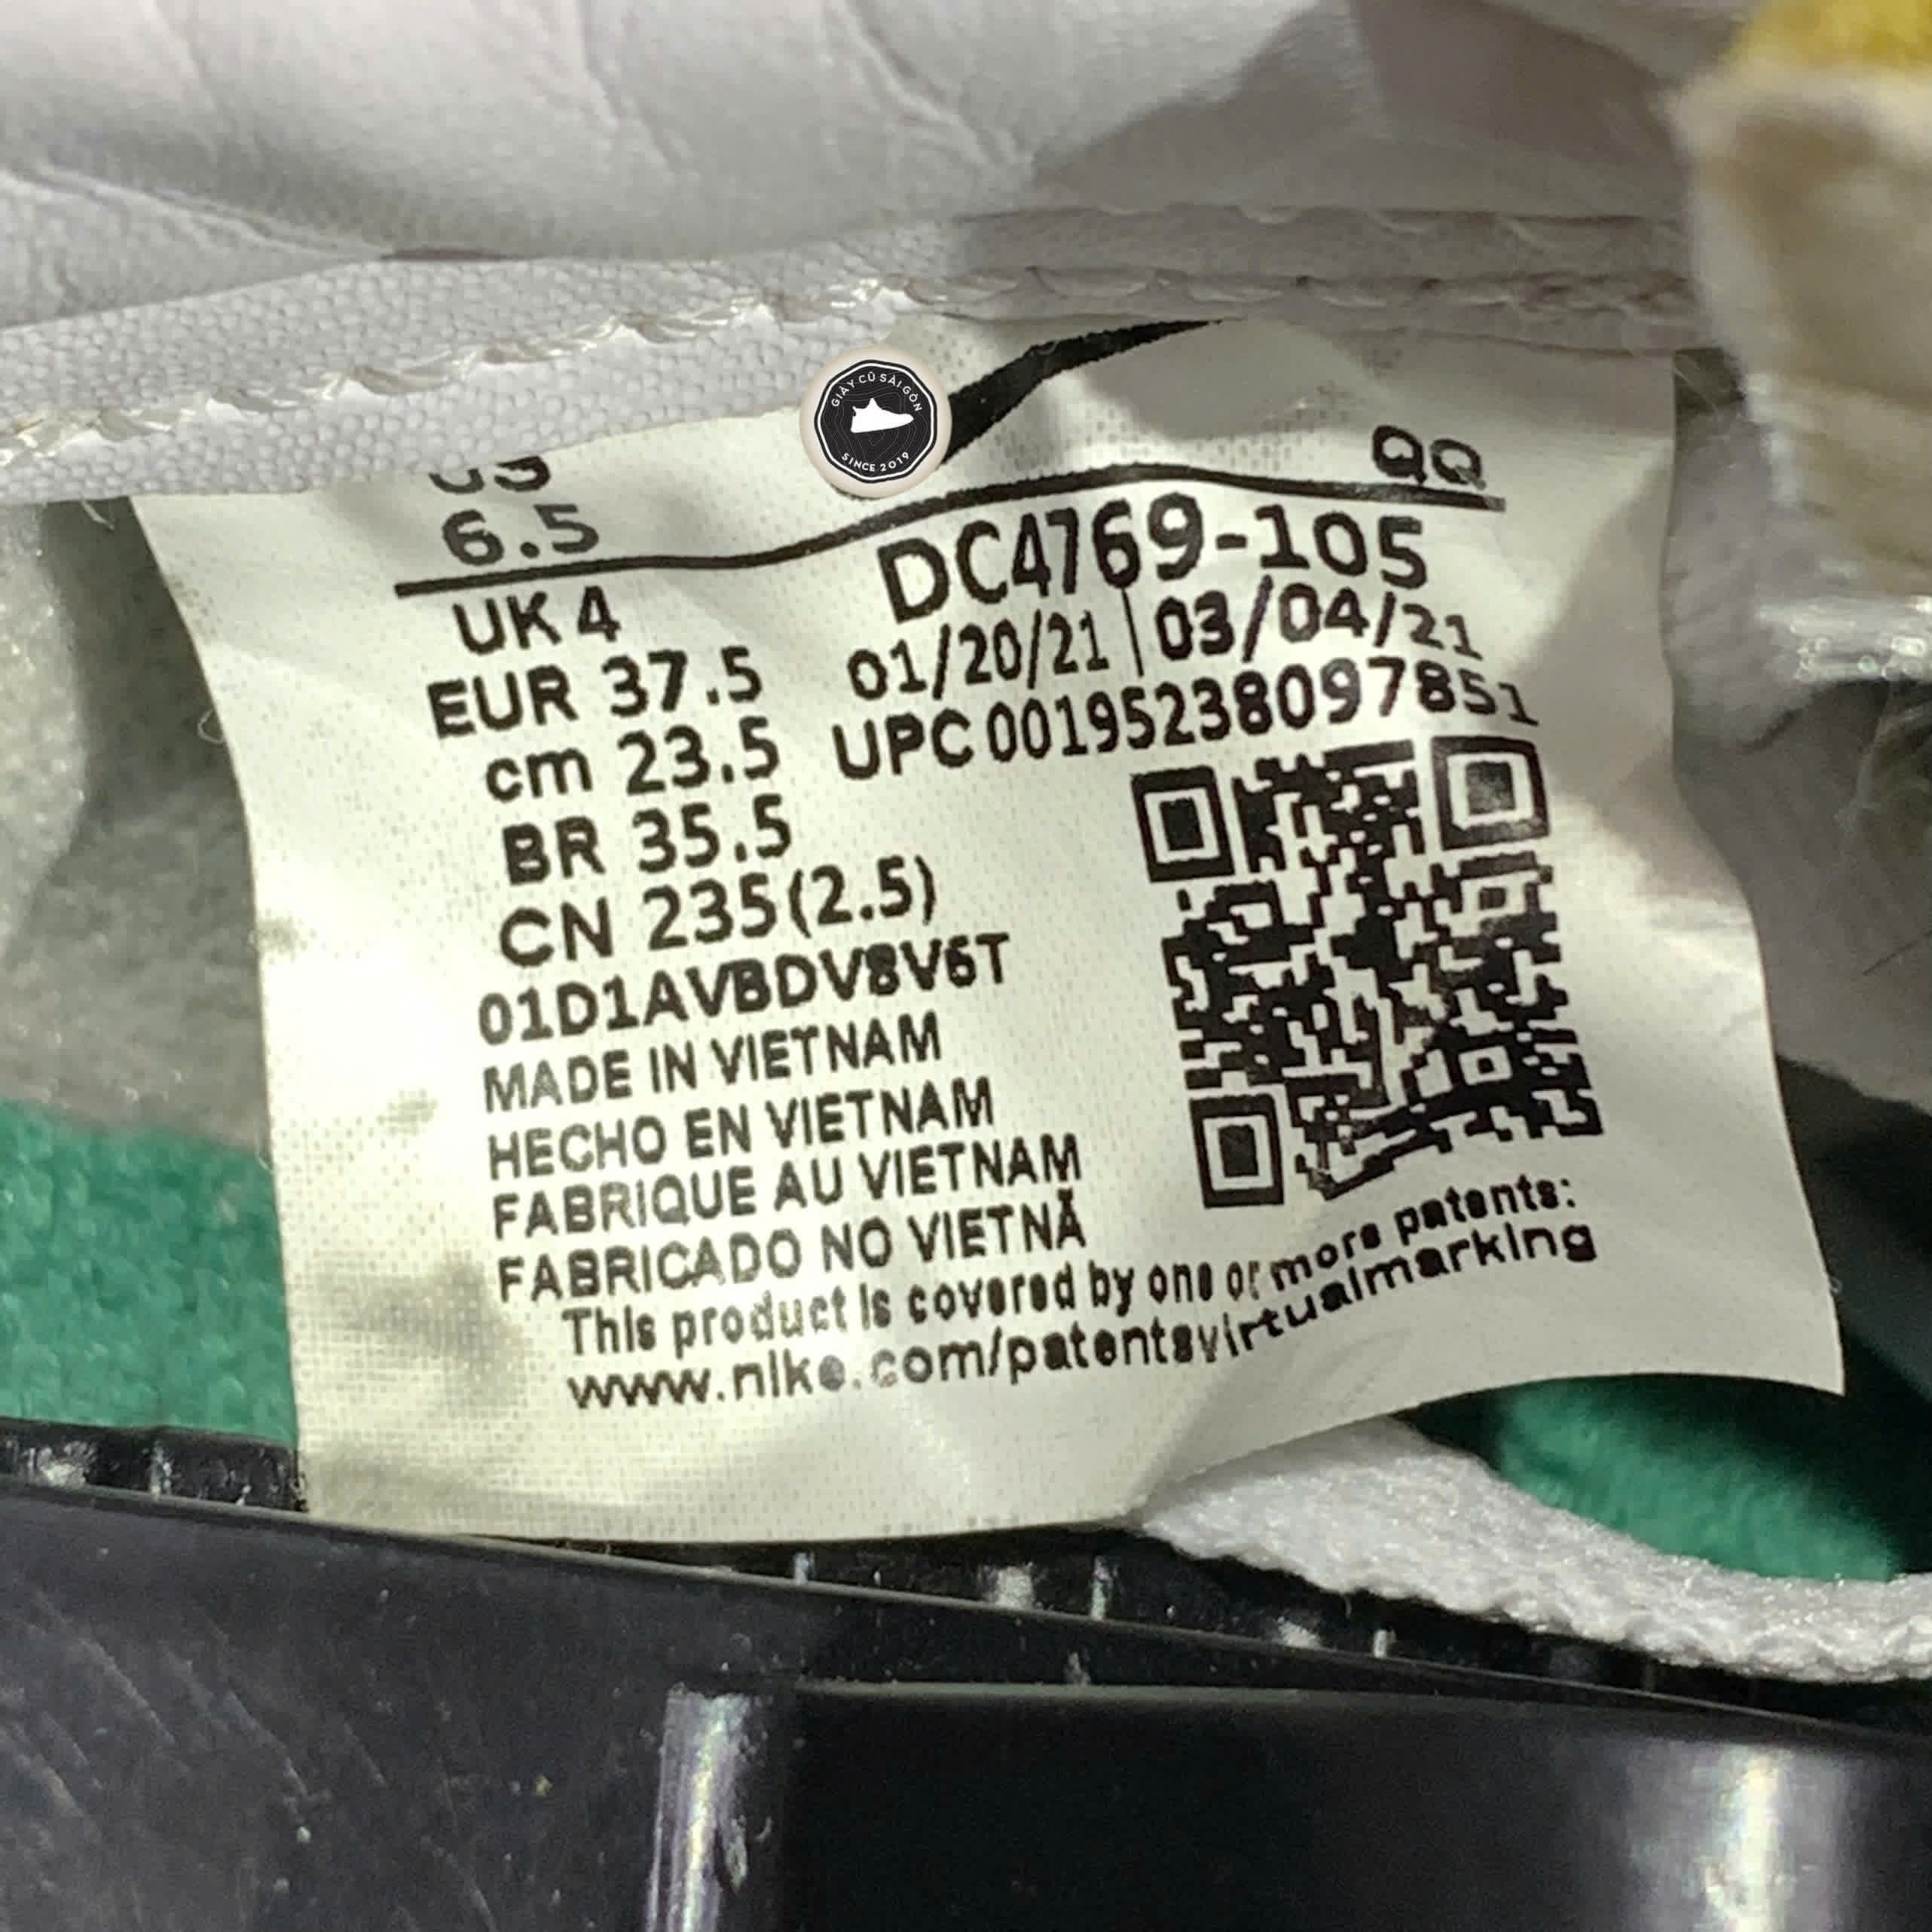 GIÀY CŨ SÀI GÒN
SINCE 2019
US
6.5
QQ
UK 4
DC4769-105
EUR 37.5
01/20/21 | 03/04/21
cm 23.5
UPC 00195238097851
BR 35.5
CN 235(2.5)
01D1AVBDV8V6T
MADE IN VIETNAM
HECHO EN VIETNAM
FABRIQUE AU VIETNAM
FABRICADO NO VIETNÃ
This product is covered by one or more patents:
www.nike.com/patentsvirtualmarking